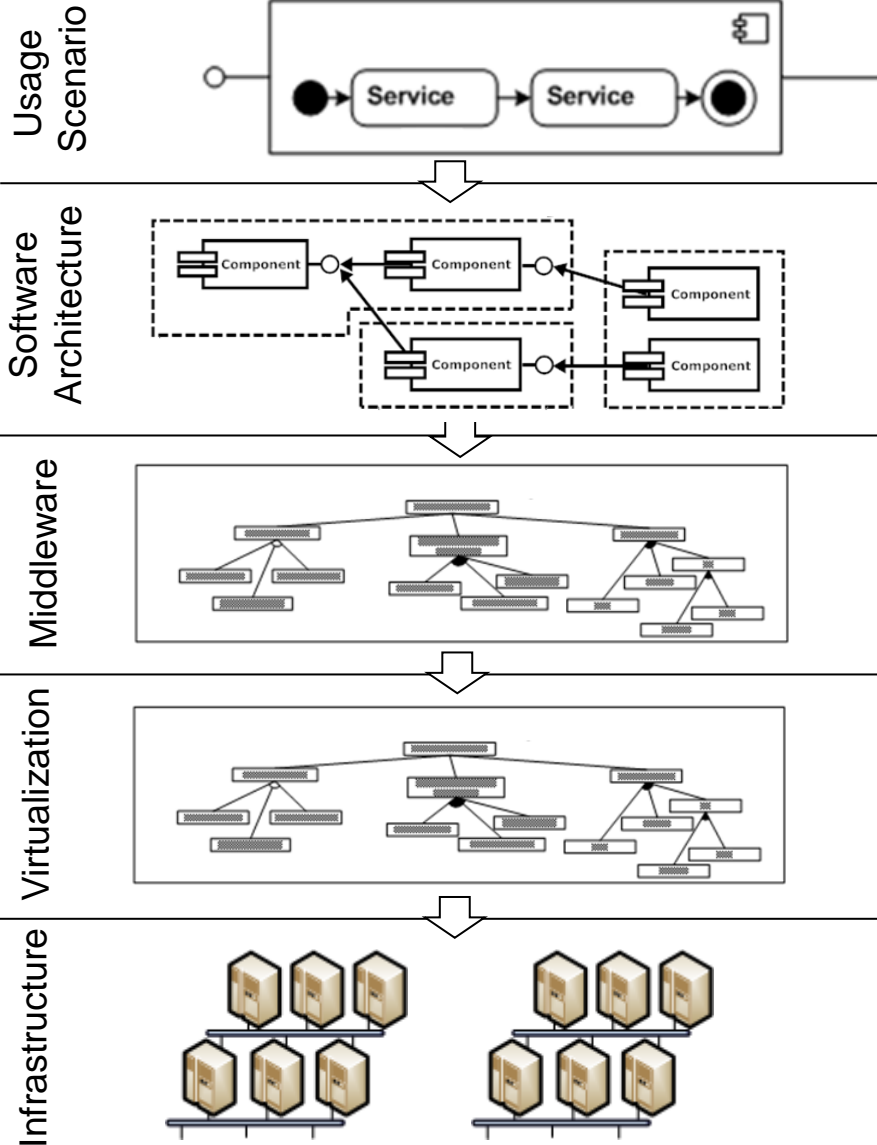 Usage
Scenario
Service
Service
Software
Architecture
Component
Component
Component
Component
Component
Middleware
Virtualization
Infrastructure